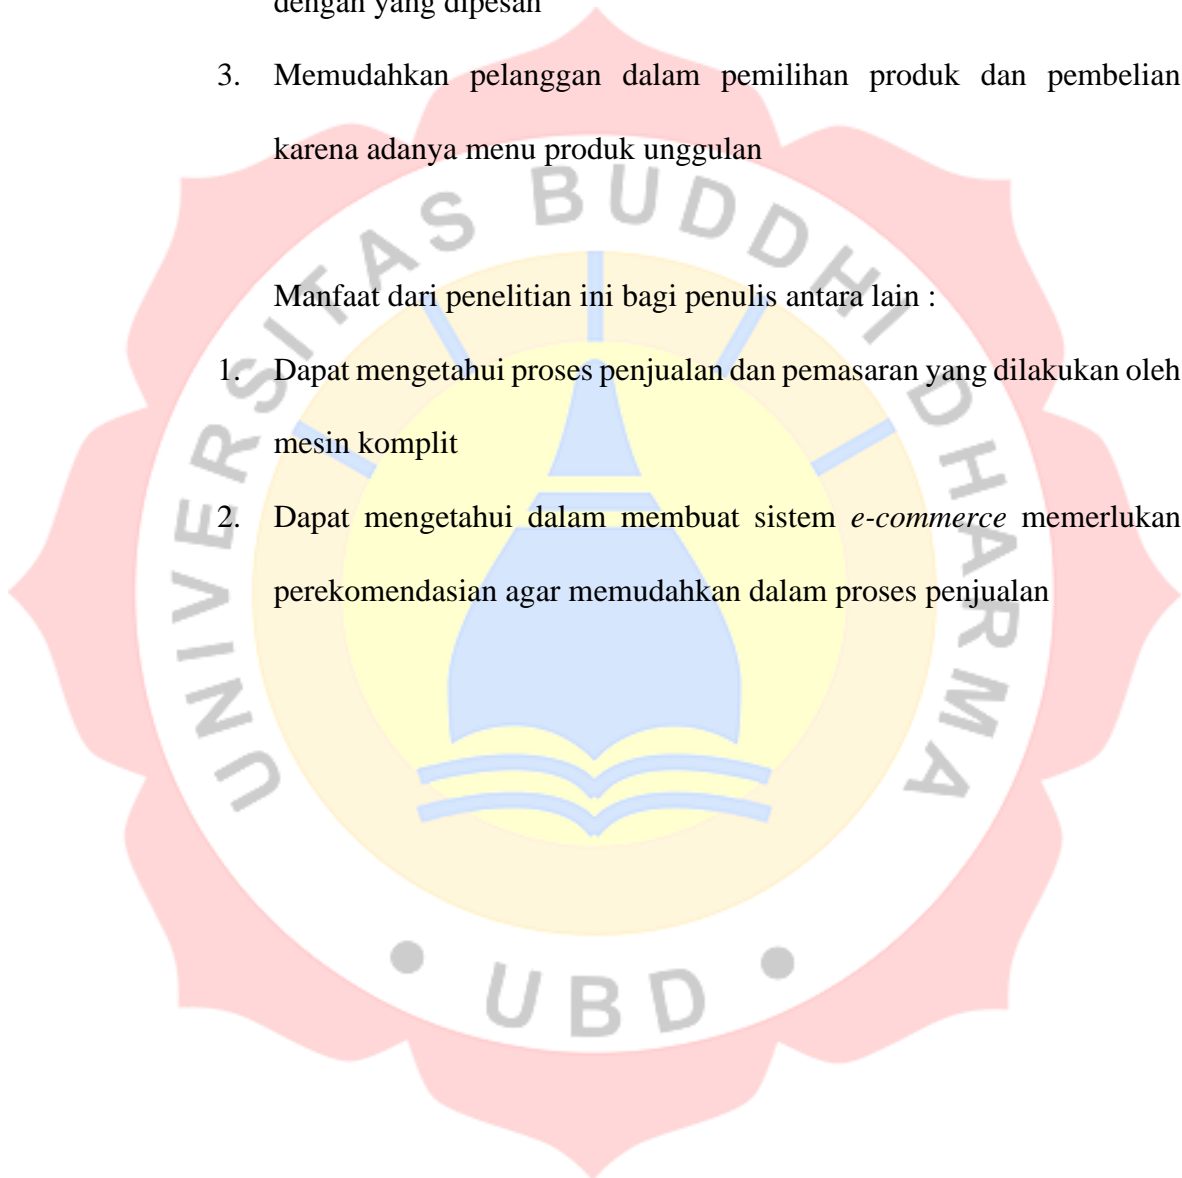 dengan yang dipesan
3. Memudahkan pelanggan dalam pemilihan produk dan pembelian
karena adanya menu produk unggulan
Manfaat dari penelitian ini bagi penulis antara lain :
1. Dapat mengetahui proses penjualan dan pemasaran yang dilakukan oleh
mesin komplit
2. Dapat mengetahui dalam membuat sistem e-commerce memerlukan
perekomendasian agar memudahkan dalam proses penjualan
UNIVERSITAS BUDDHI DHARMA
• UBD •